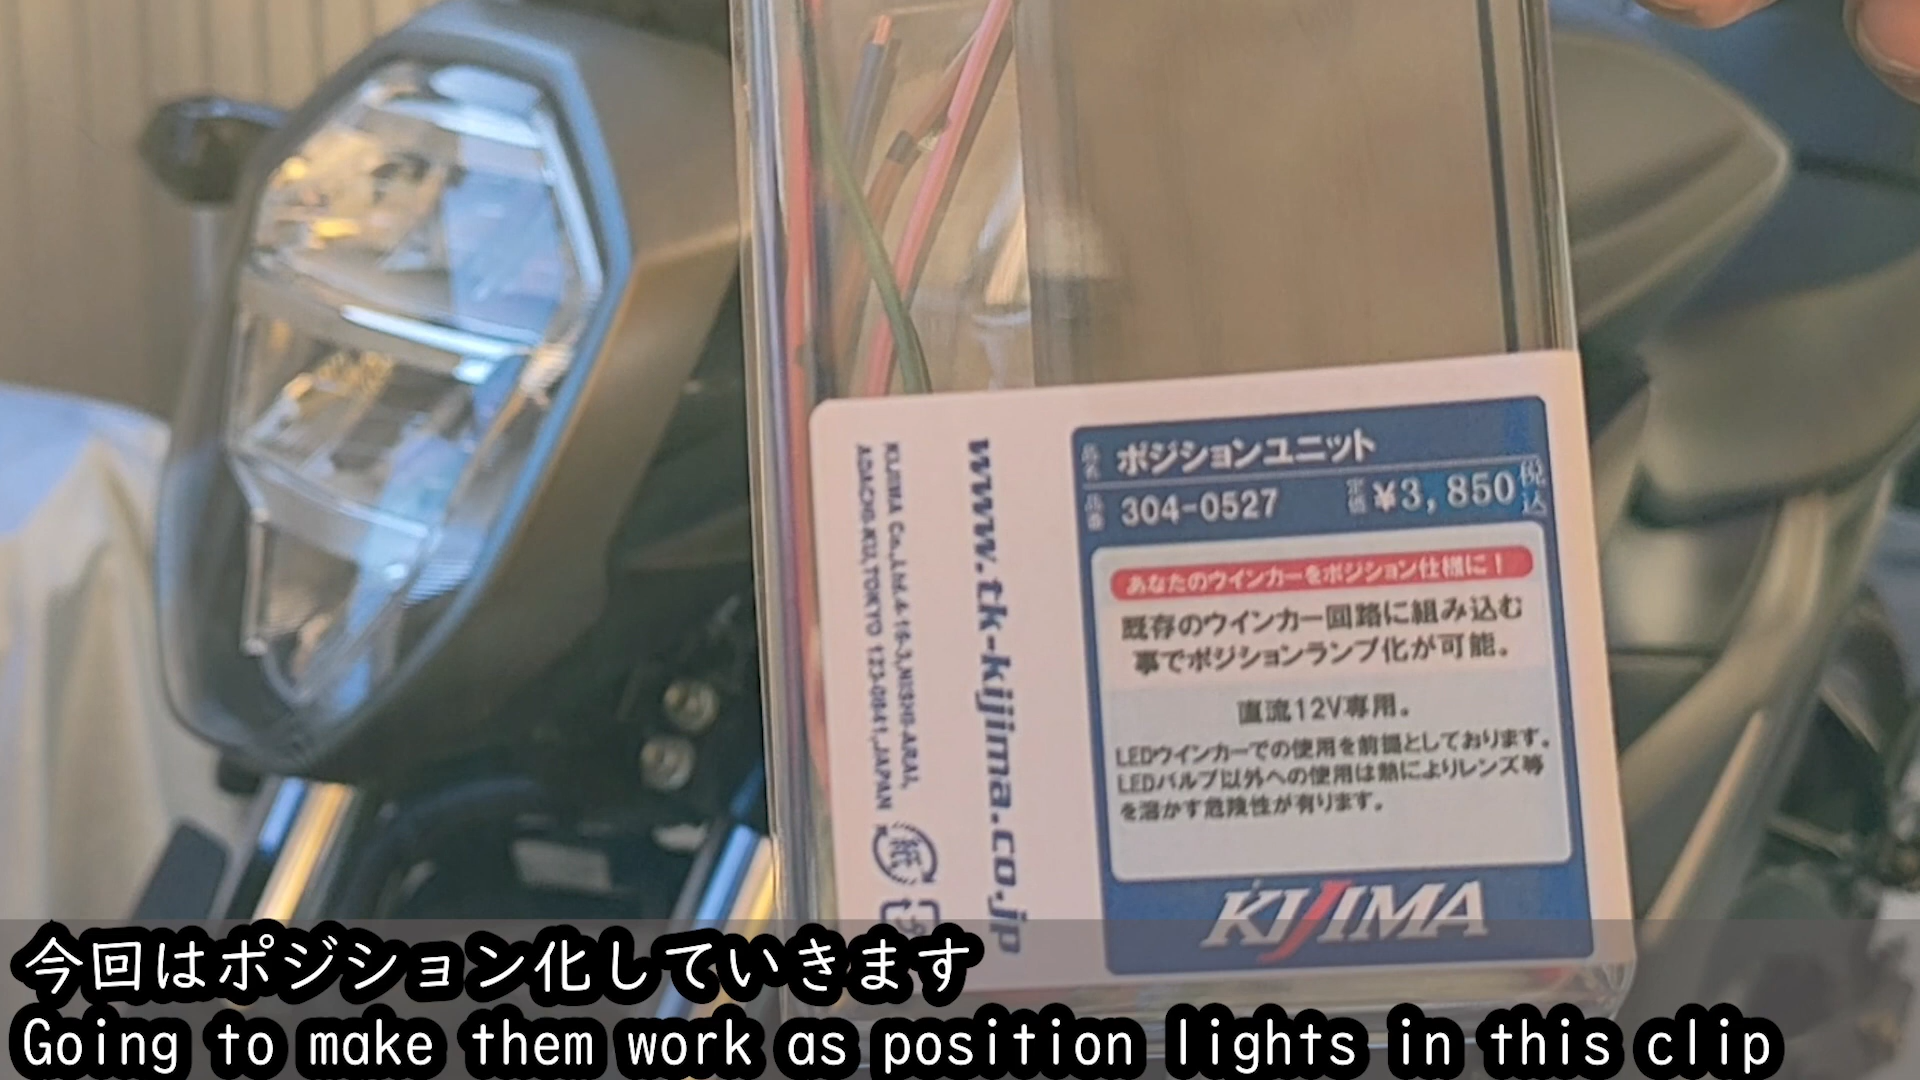 品名 ポジションユニット
品番 304-0527 定価 ¥3,850 税込
あなたのウインカーをポジション仕様に!
既存のウインカー回路に組み込む
事でポジションランプ化が可能。
直流12V専用。
LEDウインカーでの使用を前提としております。
LEDバルブ以外への使用は熱によりレンズ等
を溶かす危険性が有ります。
KIJIMA
www.tk-kijima.co.jp
KIJIMA Co.,Ltd.4-19-3,NISHI-ARAI,
ADACHI-KU,TOKYO 123-0841,JAPAN
紙
今回はポジション化していきます
Going to make them work as position lights in this clip